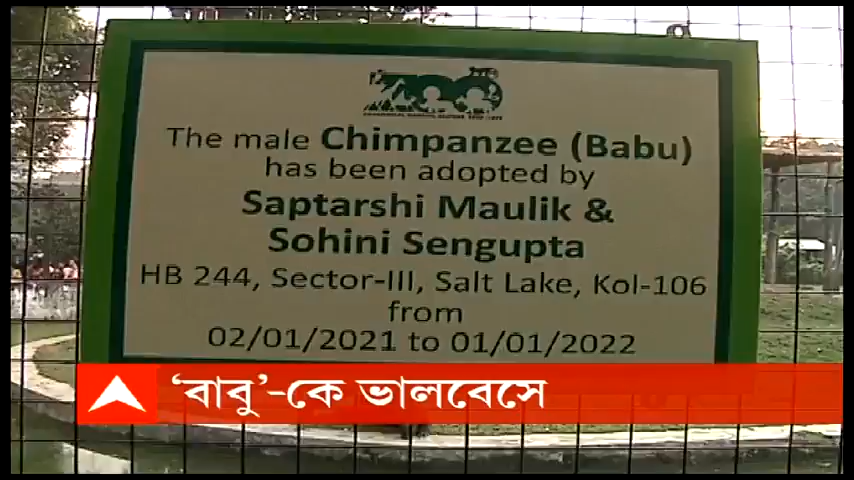 The male Chimpanzee (Babu)
has been adopted by
Saptarshi Maulik &
Sohini Sengupta
HB 244, Sector-III, Salt Lake, Kol-106
from
02/01/2021 to 01/01/2022
‘বাবু’-কে ভালবেসে